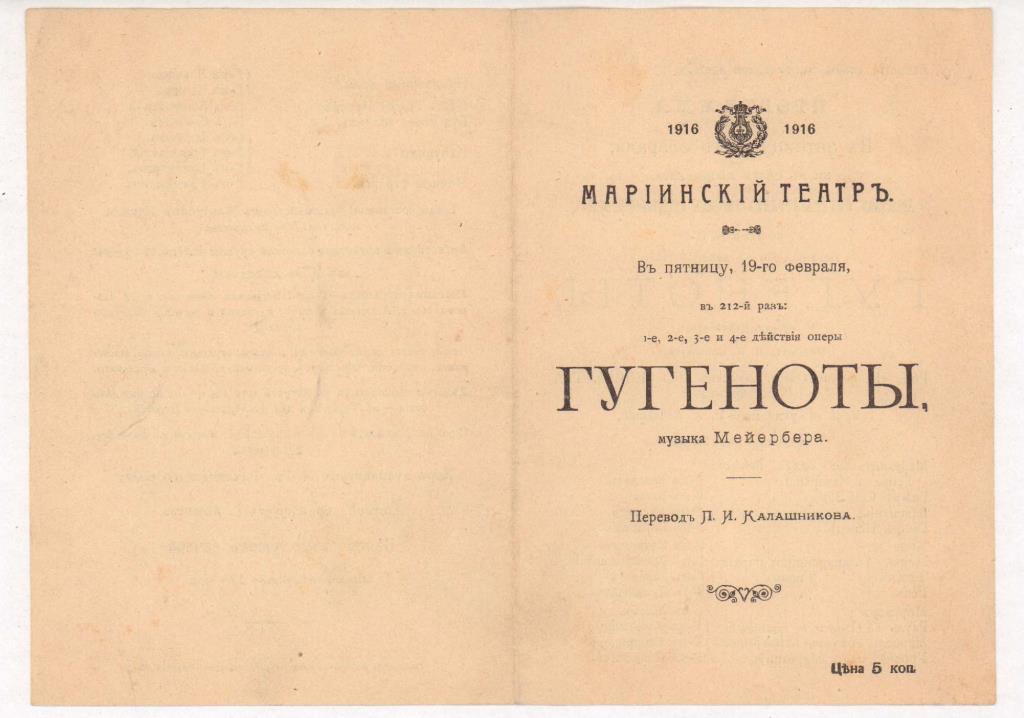 1916 1916
МАРІИНСКІЙ ТЕАТРЪ.
Въ пятницу, 19-го февраля,
въ 212-й разъ:
1-е, 2-е, 3-е и 4-е дѣйствія оперы
ГУГЕНОТЫ,
музыка Мейербера.
Переводъ П. И. Калашникова.
Цѣна 5 коп.